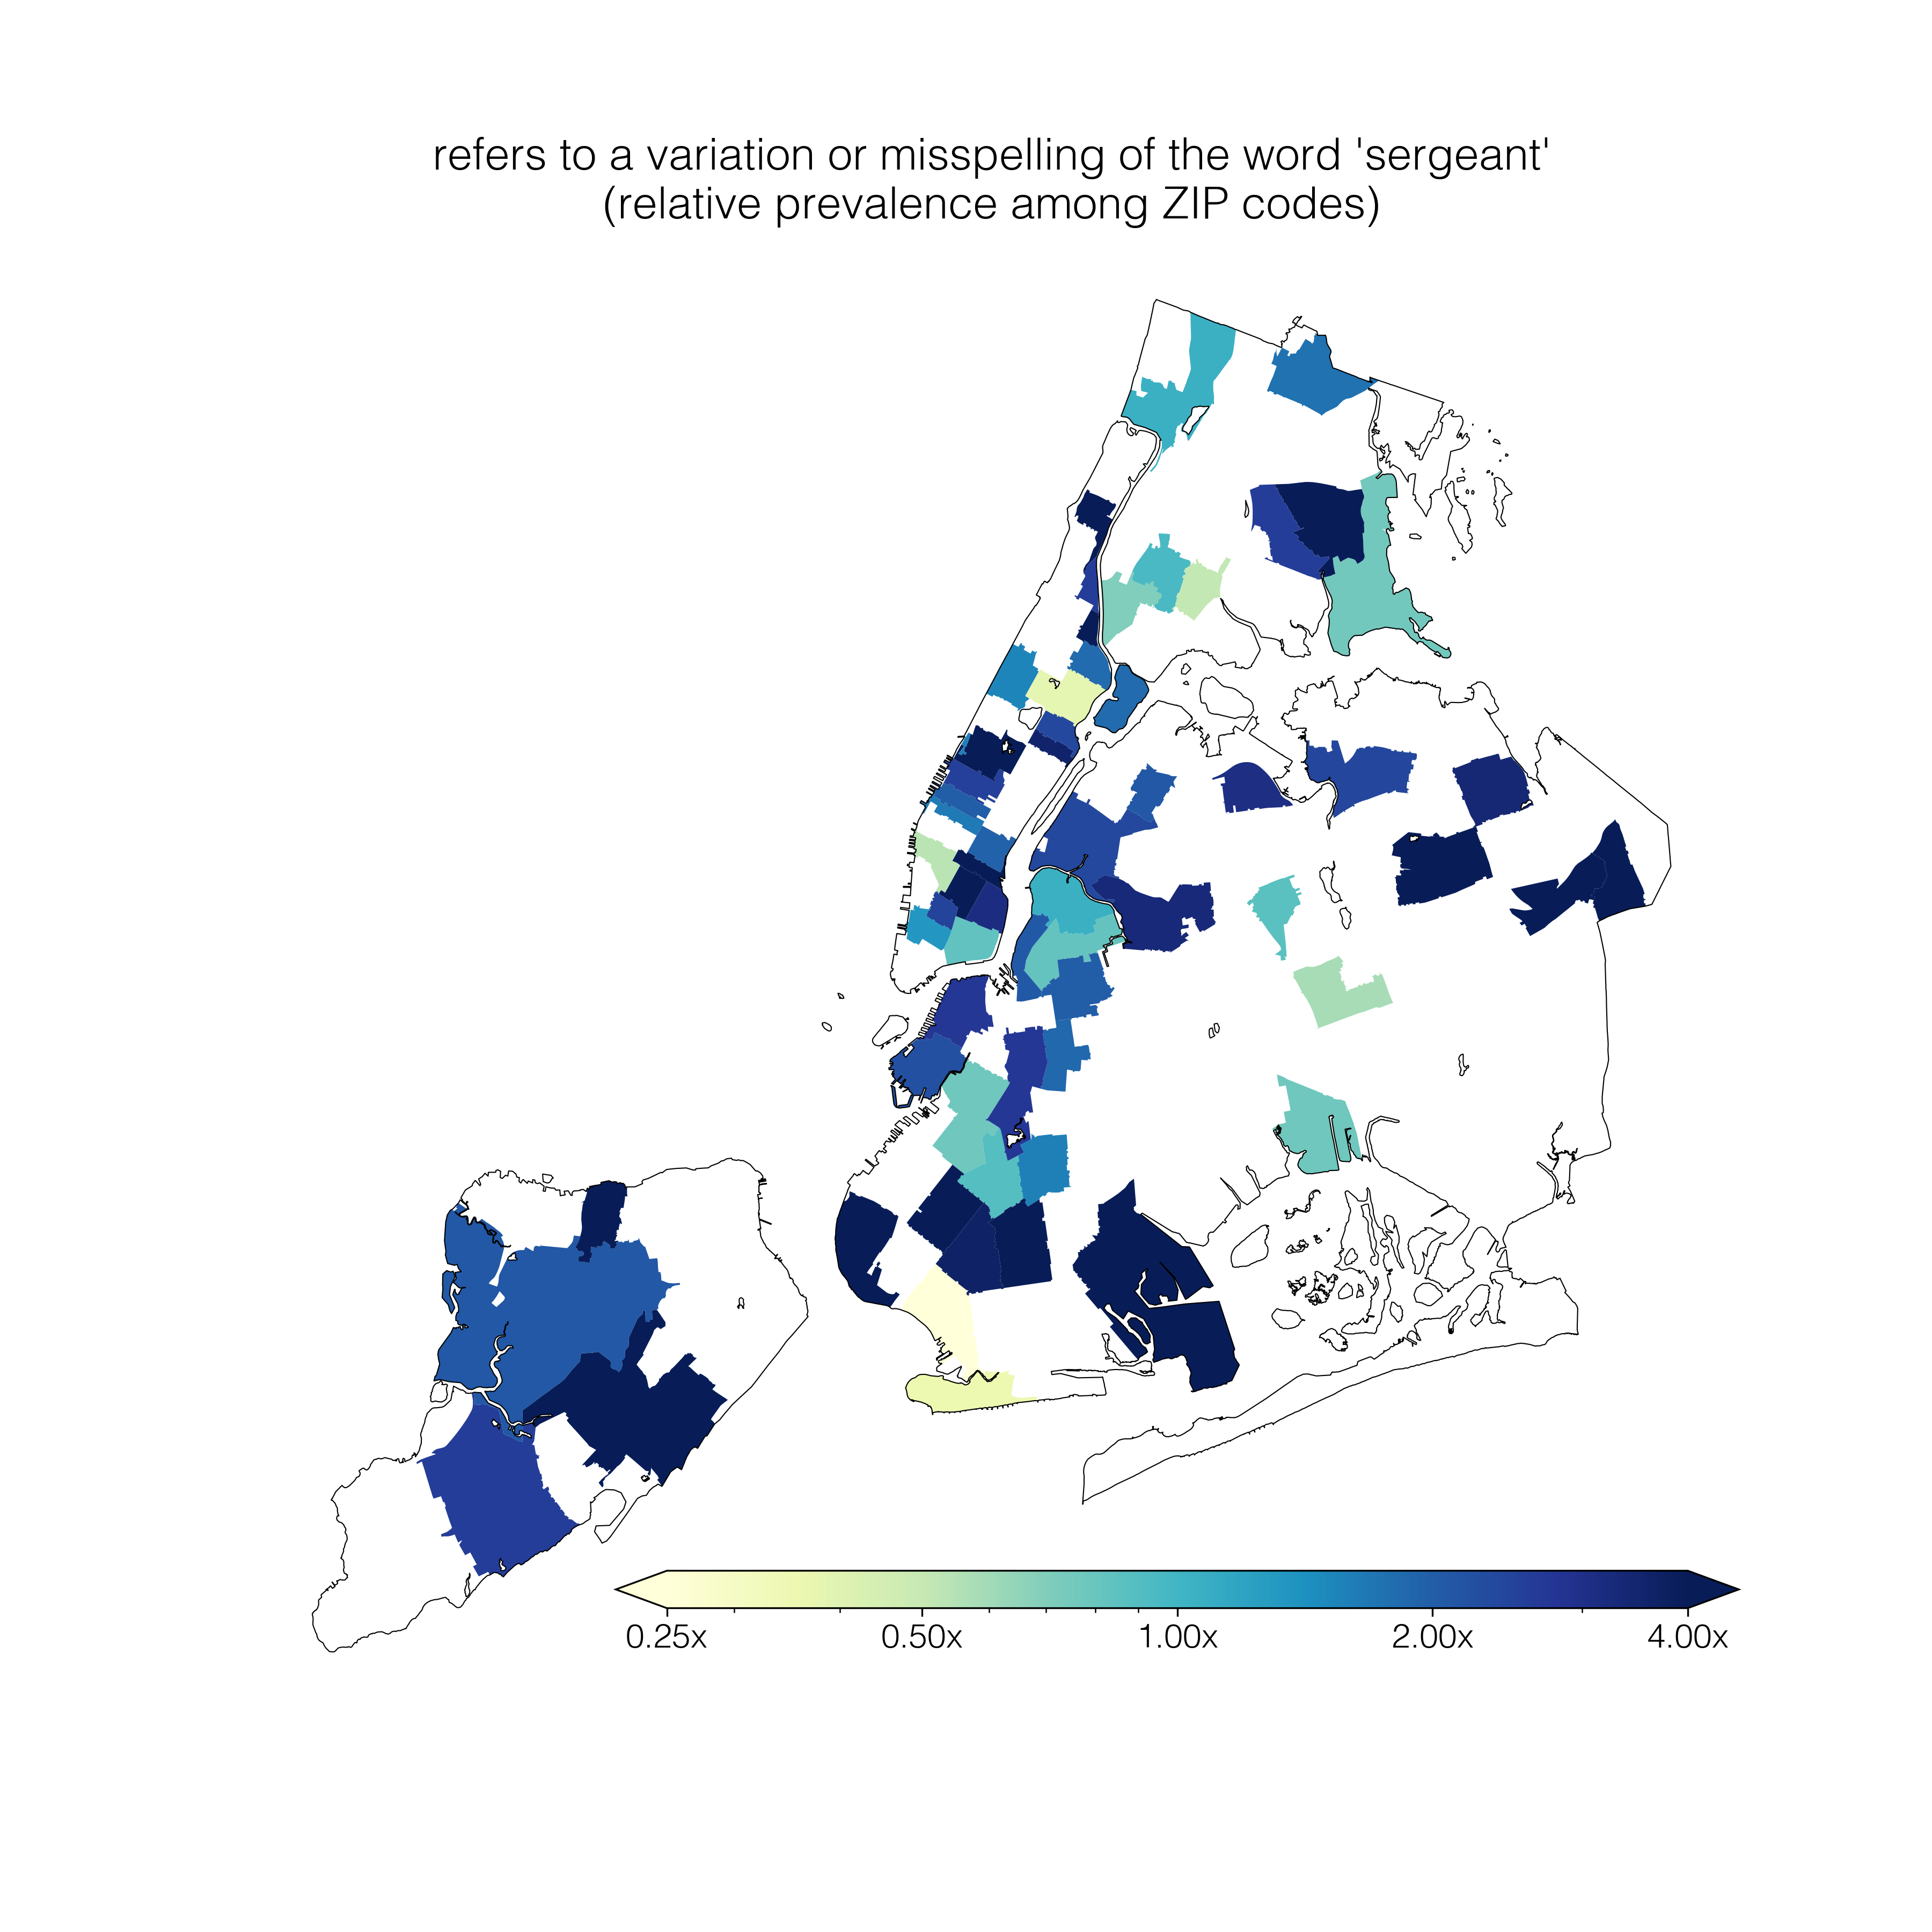 refers to a variation or misspelling of the word 'sergeant'
(relative prevalence among ZIP codes)
0.25x 0.50x 1.00x 2.00x 4.00x